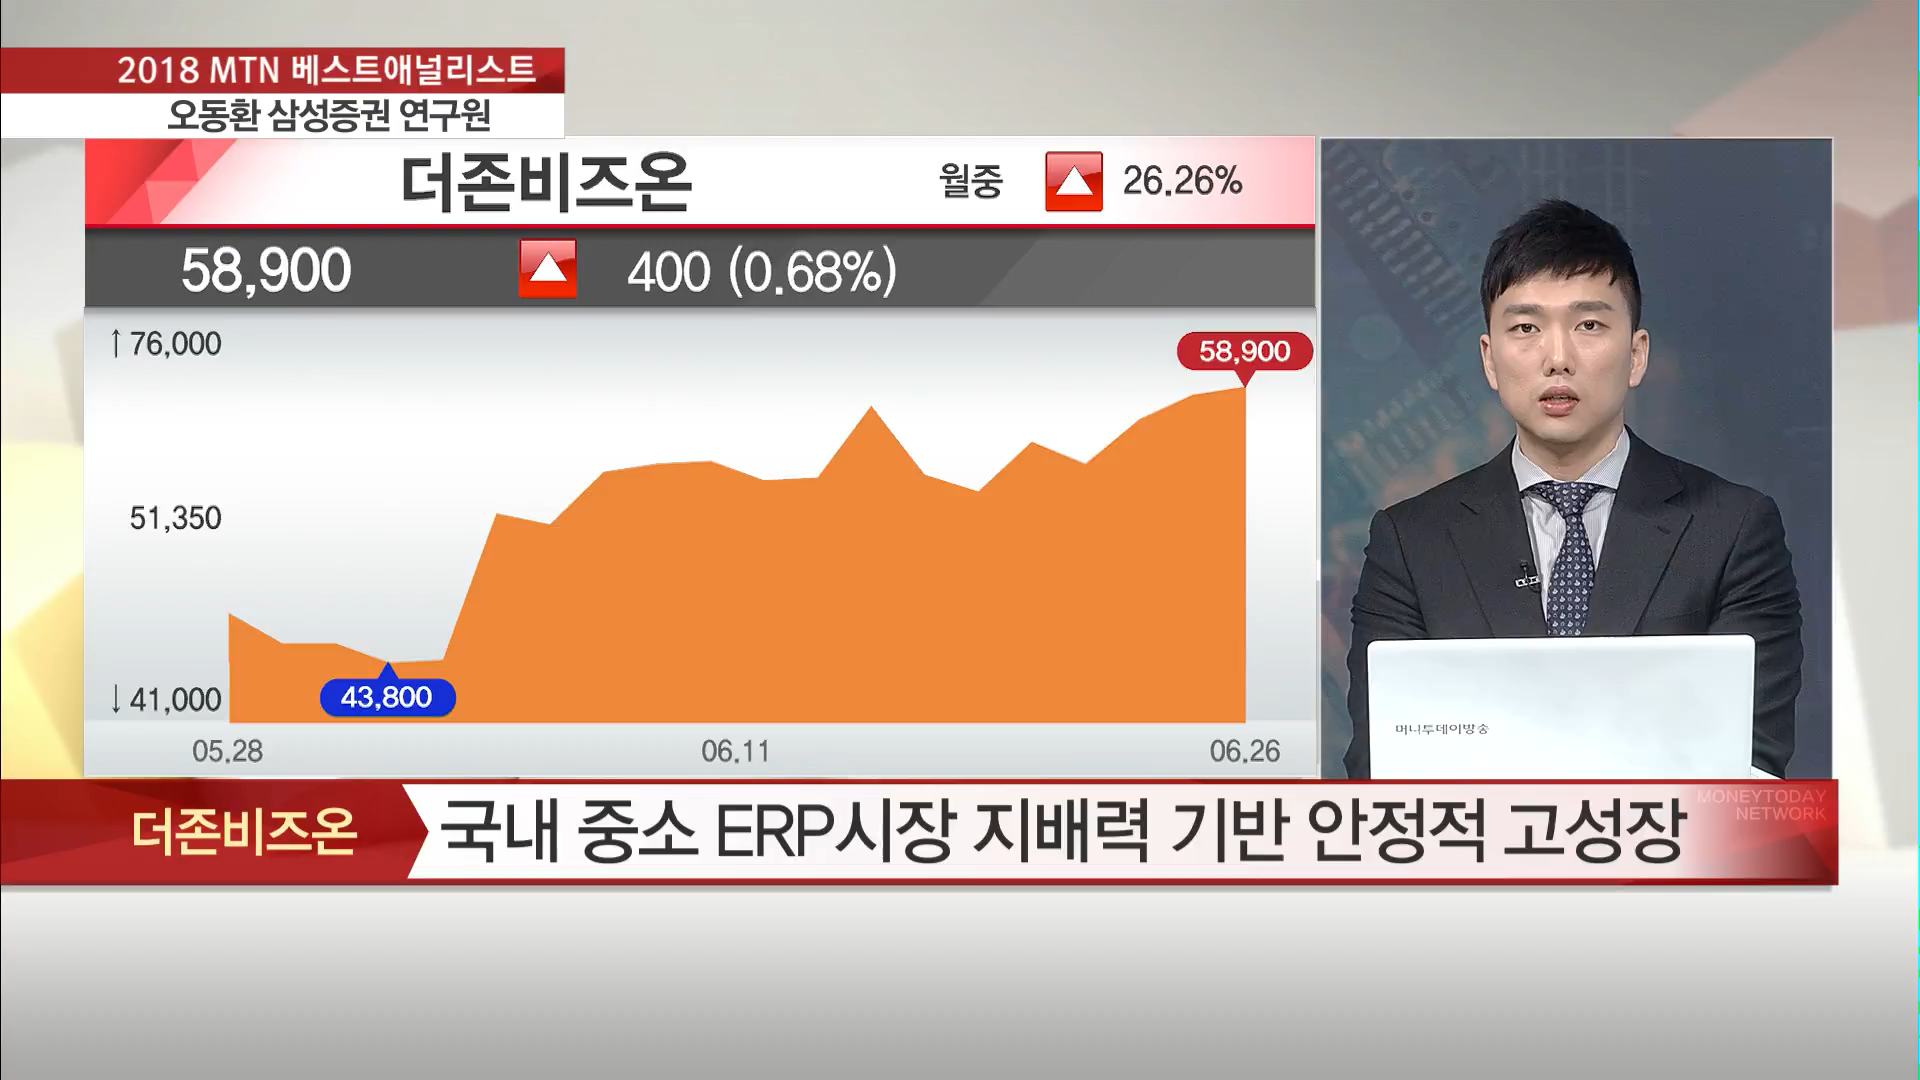 2018 MTN 베스트애널리스트
오동환 삼성증권 연구원
더존비즈온 월중 26.26%
58,900 400 (0.68%)
↑76,000
58,900
51,350
↓41,000
43,800
05.28 06.11 06.26
머니투데이방송
더존비즈온 국내 중소 ERP시장 지배력 기반 안정적 고성장
MONEYTODAY
NETWORK